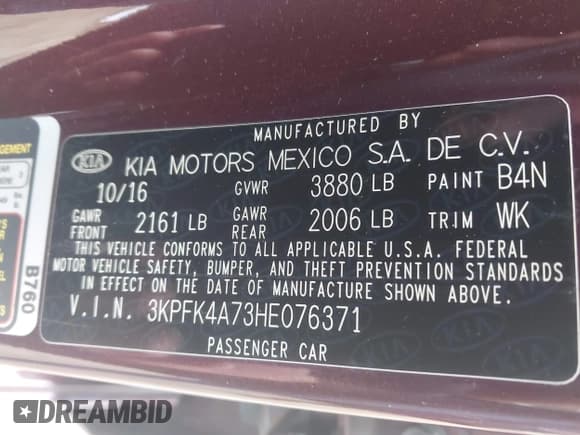 MANUFACTURED BY
KIA KIA MOTORS MEXICO S.A. DE C.V.
10/16 GVWR 3880 LB PAINT B4N
GAWR FRONT 2161 LB GAWR REAR 2006 LB TRIM WK
THIS VEHICLE CONFORMS TO ALL APPLICABLE U.S.A. FEDERAL
MOTOR VEHICLE SAFETY, BUMPER, AND THEFT PREVENTION STANDARDS
IN EFFECT ON THE DATE OF MANUFACTURE SHOWN ABOVE.
V.I.N. 3KPFK4A73HE076371
PASSENGER CAR
B760
DREAMBID